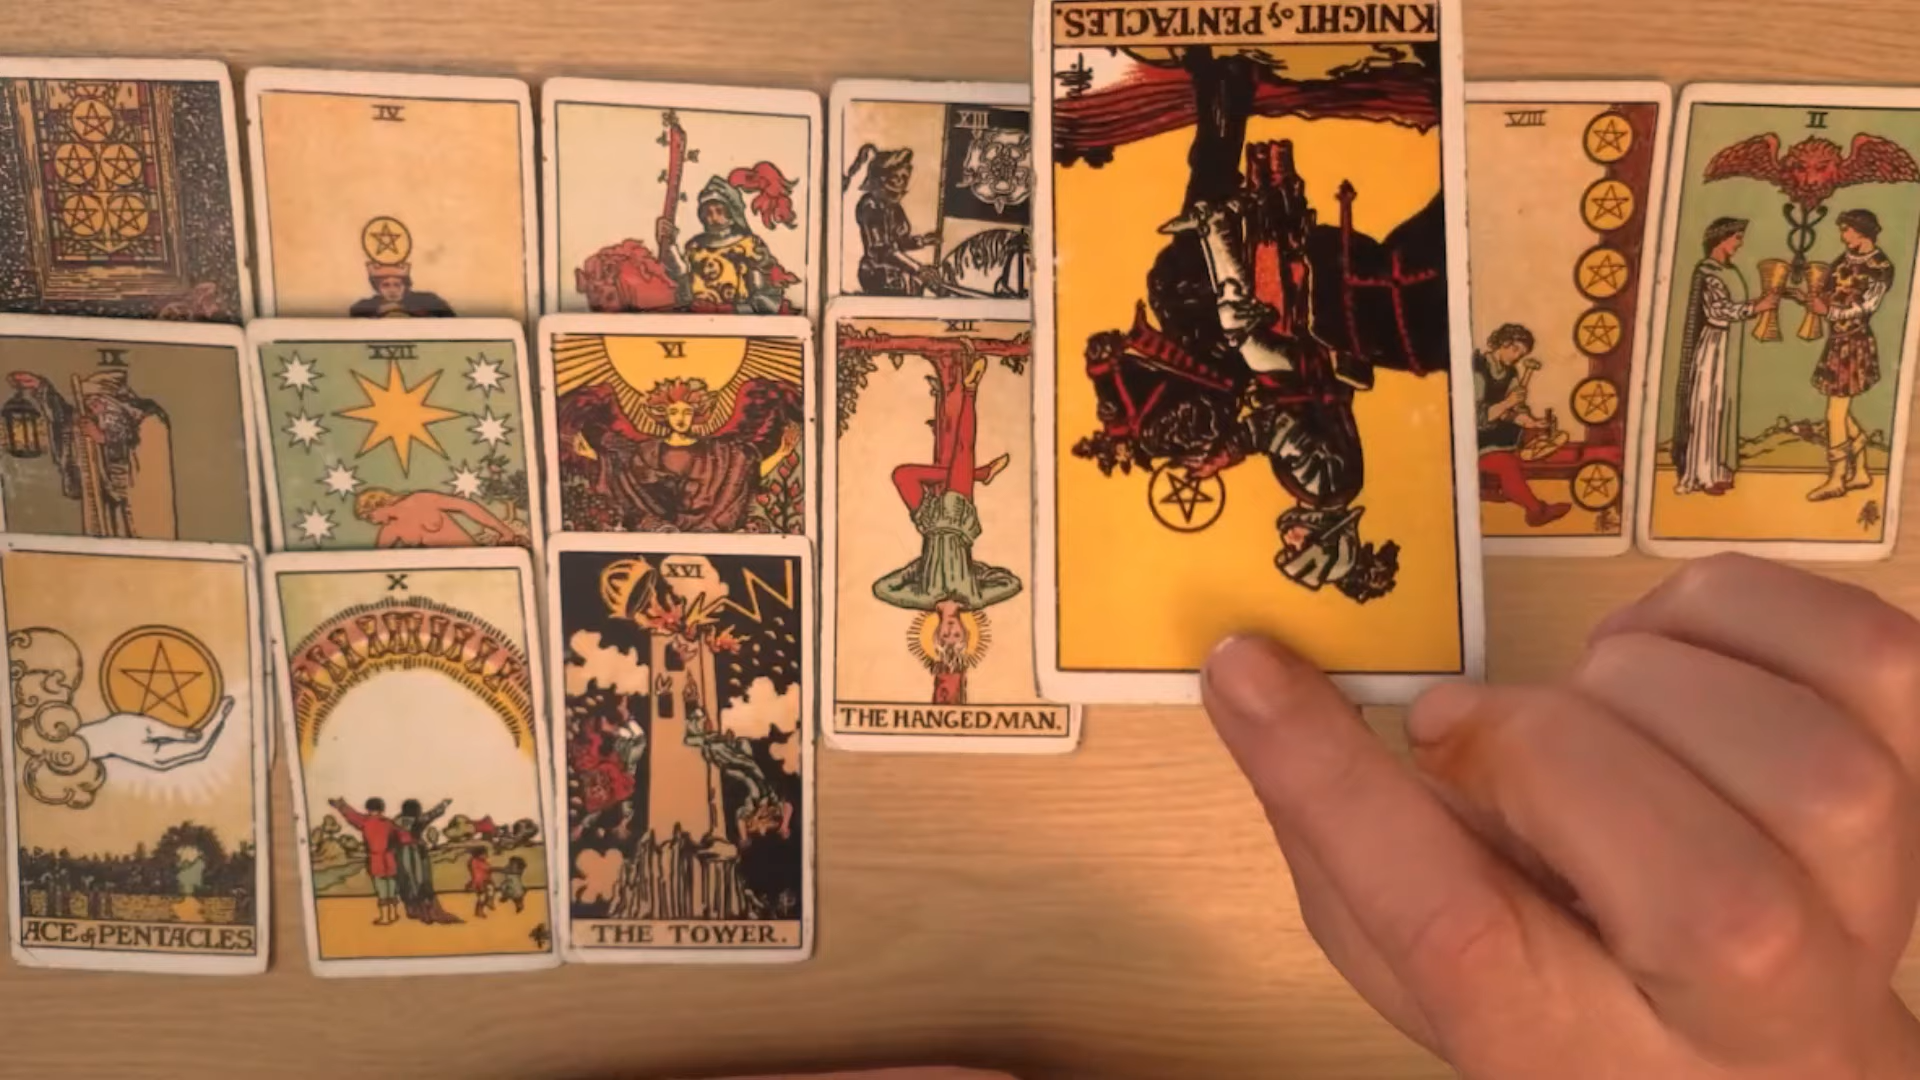 KNIGHT of PENTACLES.
IV
XIII
VIII
II
IX
XVII
VI
XII
THE HANGED MAN.
X
XVI
ACE of PENTACLES
THE TOWER.